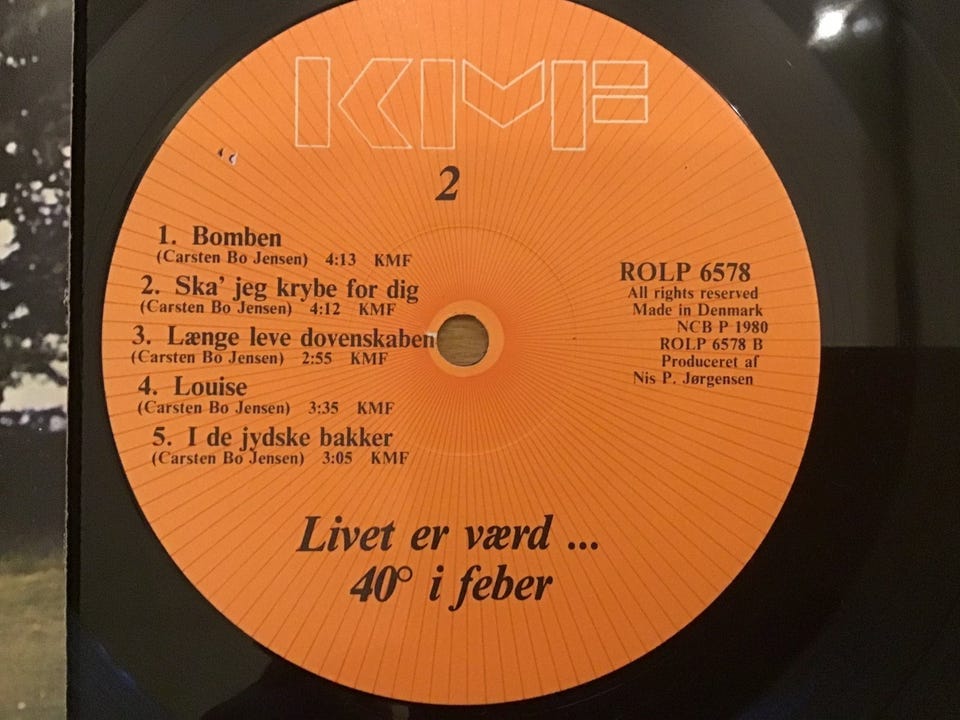 KMF
2
1. Bomben
(Carsten Bo Jensen) 4:13 KMF
2. Ska' jeg krybe for dig
(Carsten Bo Jensen) 4:12 KMF
3. Længe leve dovenskaben
(Carsten Bo Jensen) 2:55 KMF
4. Louise
(Carsten Bo Jensen) 3:35 KMF
5. I de jydske bakker
(Carsten Bo Jensen) 3:05 KMF
ROLP 6578
All rights reserved
Made in Denmark
NCB P 1980
ROLP 6578 B
Produceret af
Nis P. Jørgensen
Livet er værd ...
40° i feber